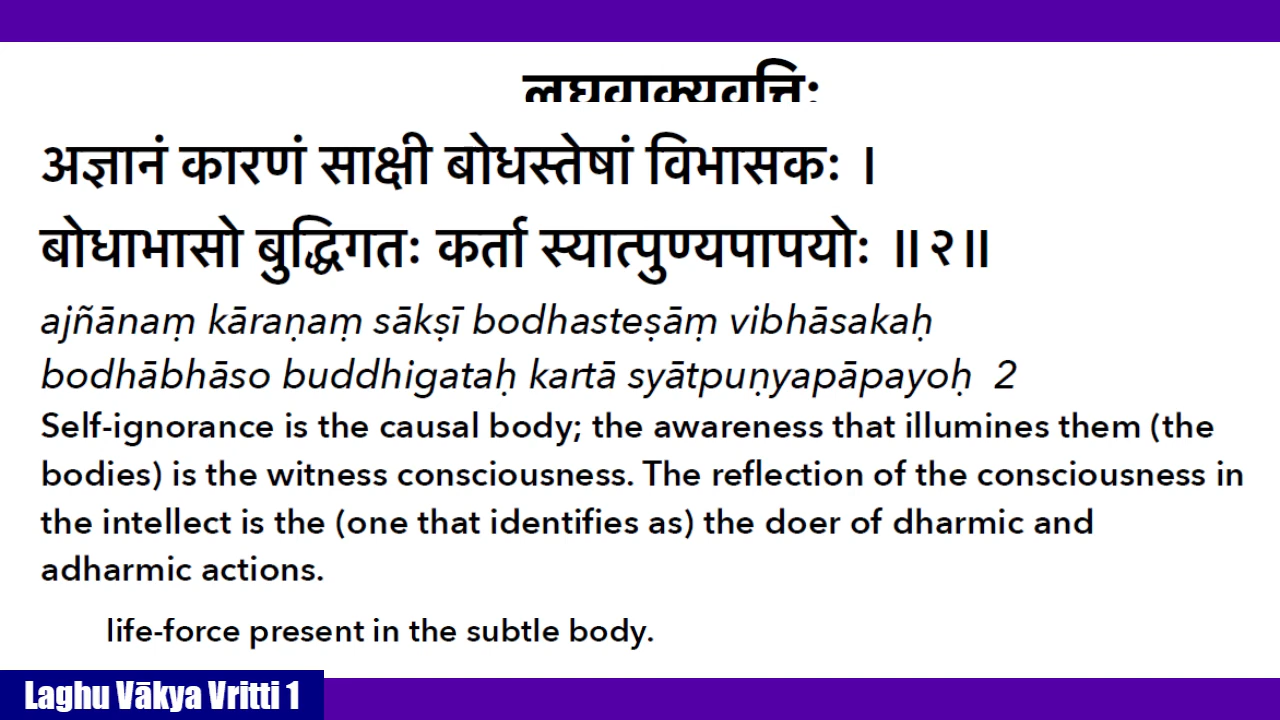 लघुवाक्यवृत्तिः
अज्ञानं कारणं साक्षी बोधस्तेषां विभासकः ।
बोधाभासो बुद्धिगतः कर्ता स्यात्पुण्यपापयोः ॥२॥
ajñānaṃ kāraṇaṃ sākṣī bodhasteṣāṃ vibhāsakaḥ
bodhābhāso buddhigataḥ kartā syātpuṇyapāpayoḥ 2
Self-ignorance is the causal body; the awareness that illumines them (the
bodies) is the witness consciousness. The reflection of the consciousness in
the intellect is the (one that identifies as) the doer of dharmic and
adharmic actions.
life-force present in the subtle body.
Laghu Vākya Vritti 1